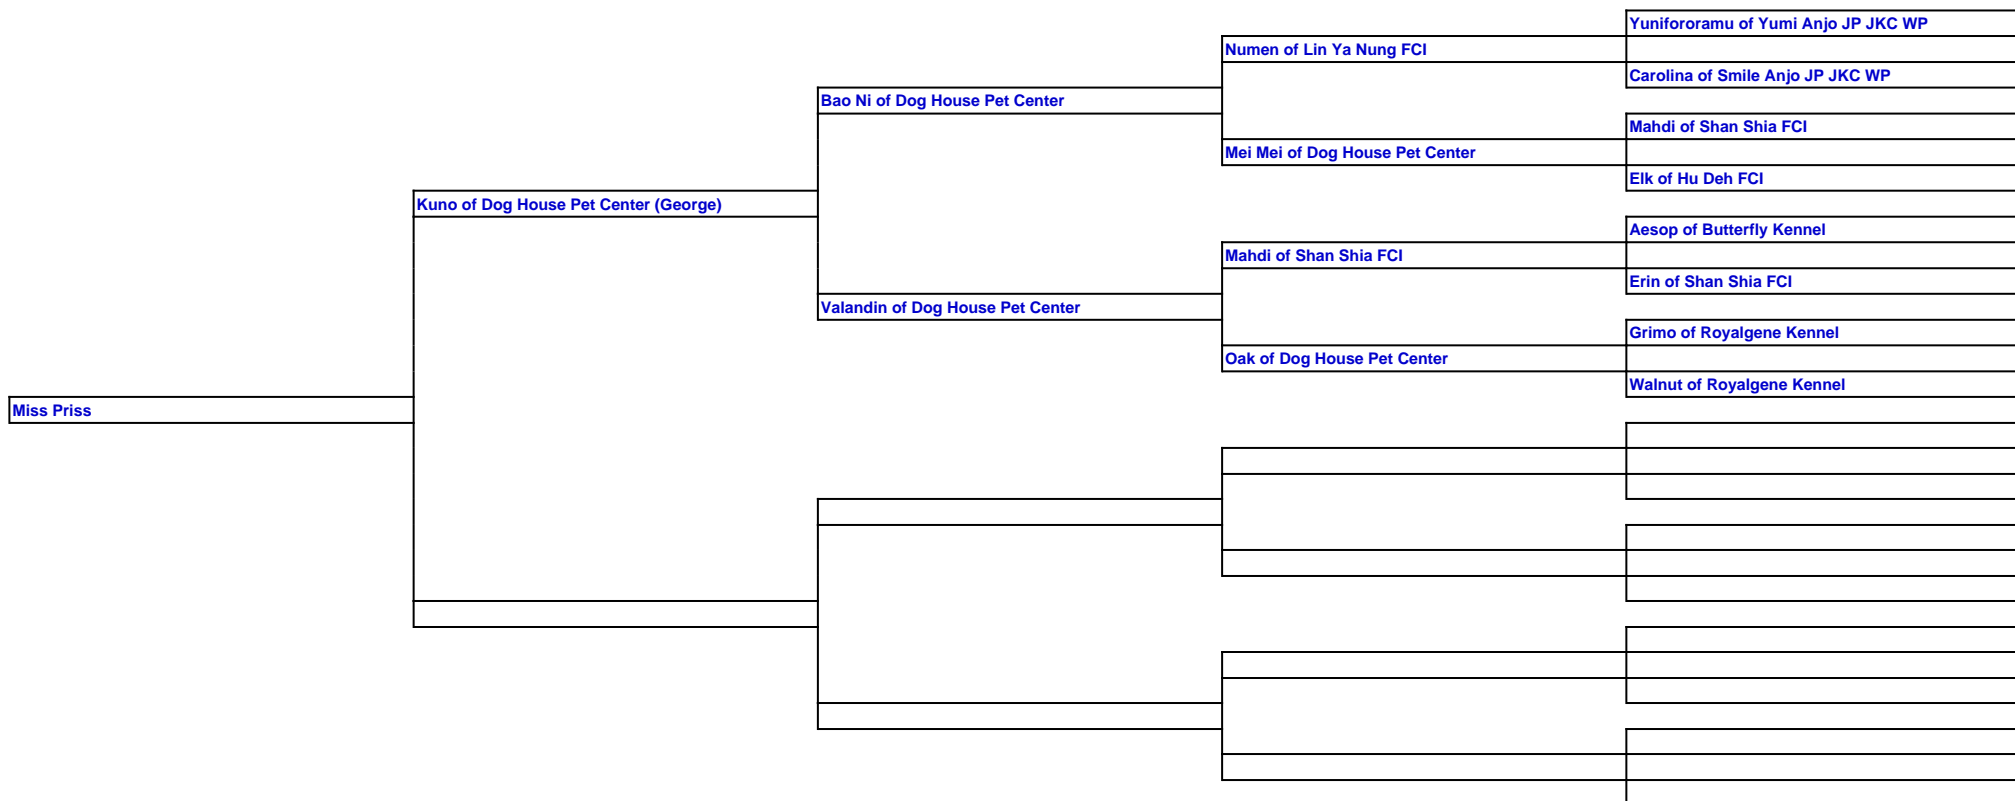 Yunifororamu of Yumi Anjo JP JKC WP
Numen of Lin Ya Nung FCI
Carolina of Smile Anjo JP JKC WP
Bao Ni of Dog House Pet Center
Mahdi of Shan Shia FCI
Mei Mei of Dog House Pet Center
Elk of Hu Deh FCI
Kuno of Dog House Pet Center (George)
Aesop of Butterfly Kennel
Mahdi of Shan Shia FCI
Erin of Shan Shia FCI
Valandin of Dog House Pet Center
Grimo of Royalgene Kennel
Oak of Dog House Pet Center
Walnut of Royalgene Kennel
Miss Priss